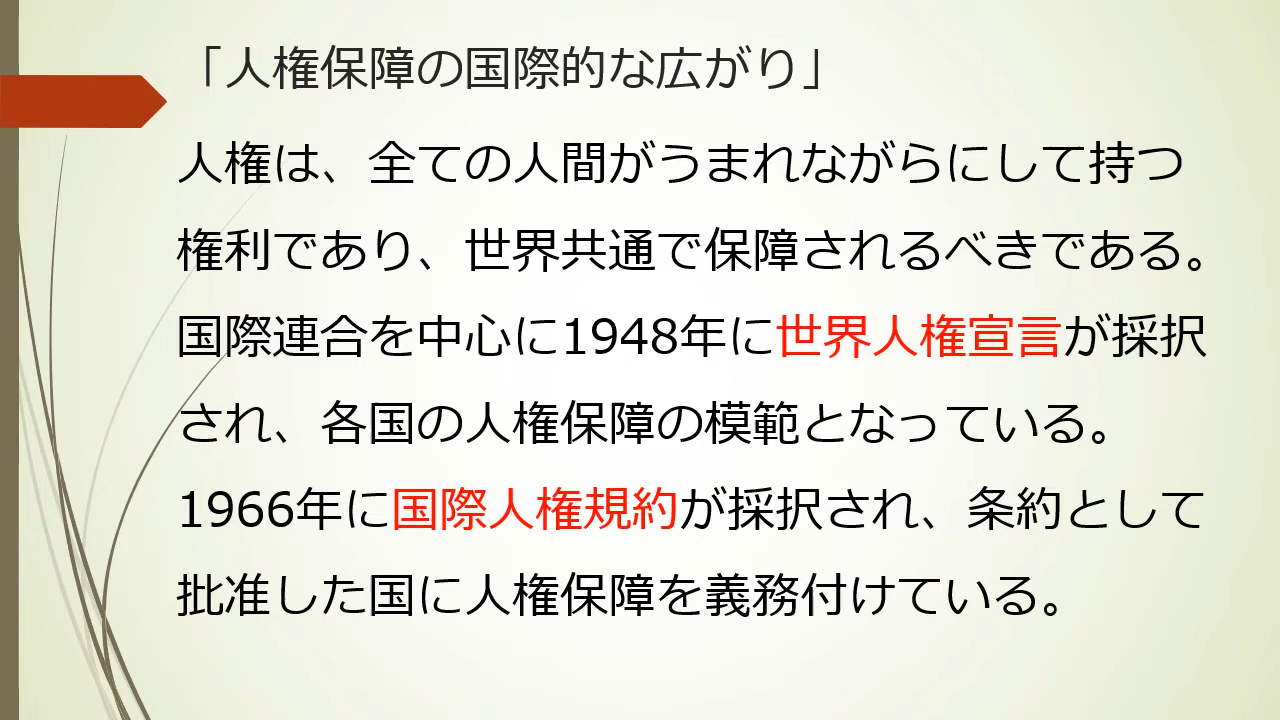 「人権保障の国際的な広がり」
人権は、全ての人間がうまれながらにして持つ
権利であり、世界共通で保障されるべきである。
国際連合を中心に1948年に世界人権宣言が採択
され、各国の人権保障の模範となっている。
1966年に国際人権規約が採択され、条約として
批准した国に人権保障を義務付けている。